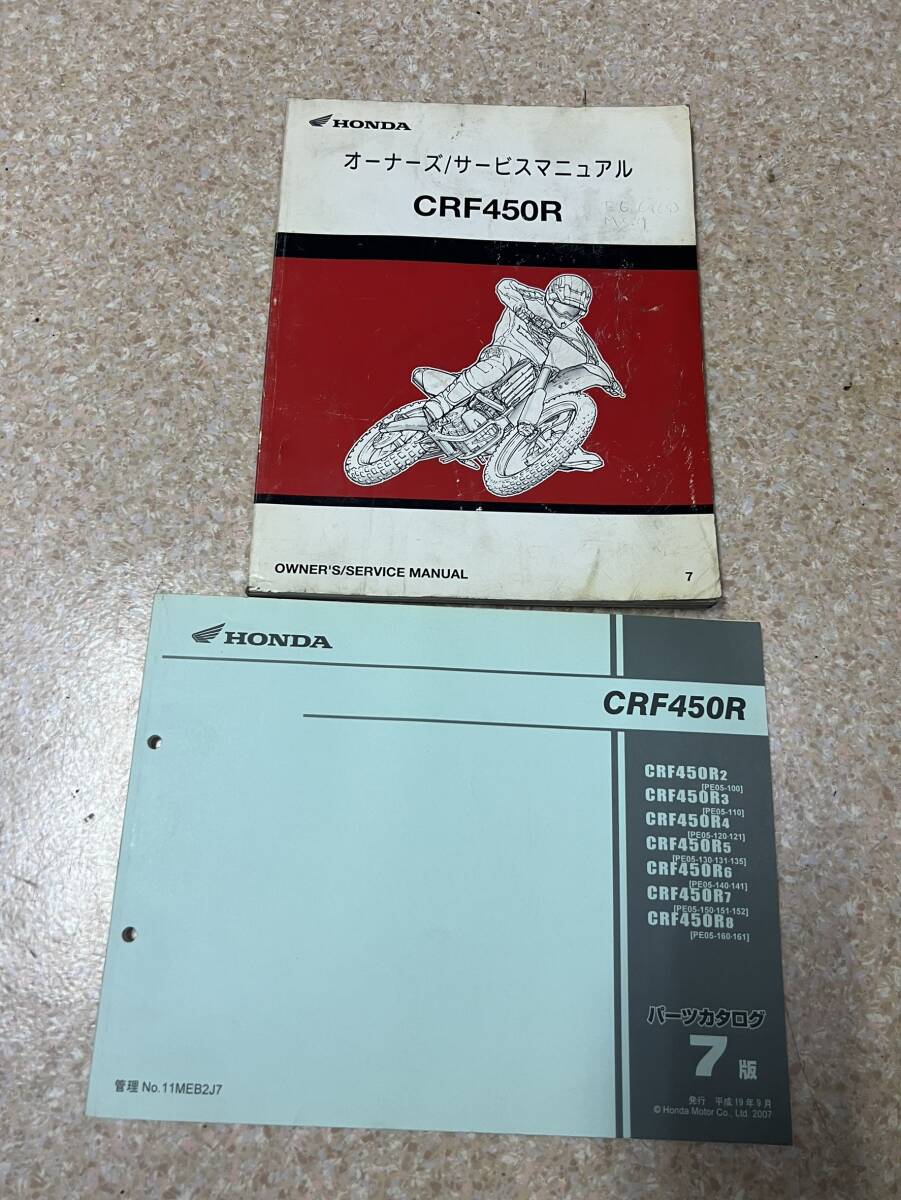 HONDA
オーナーズ/サービスマニュアル
CRF450R
OWNER'S/SERVICE MANUAL
7
HONDA
CRF450R
CRF450R2
[PE05-100]
CRF450R3
[PE05-110]
CRF450R4
[PE05-120·121]
CRF450R5
[PE05-130·131·135]
CRF450R6
[PE05-140·141]
CRF450R7
[PE05-150·151·152]
CRF450R8
[PE05-160·161]
パーツカタログ
7版
管理 No.11MEB2J7
発行 平成19年9月
© Honda Motor Co., Ltd. 2007